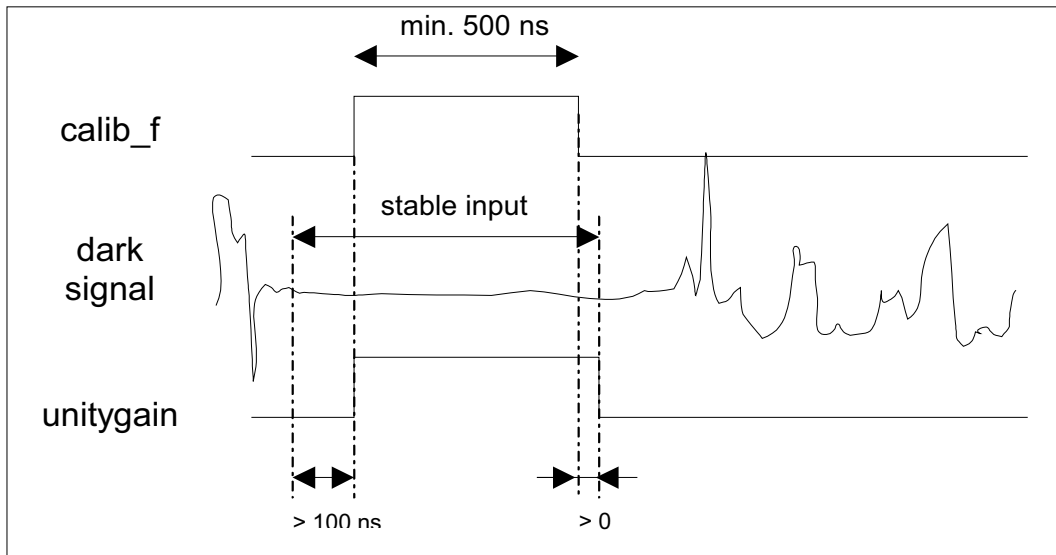 min. 500 ns
calib_f
stable input
dark
signal
unitygain
> 100 ns
> 0